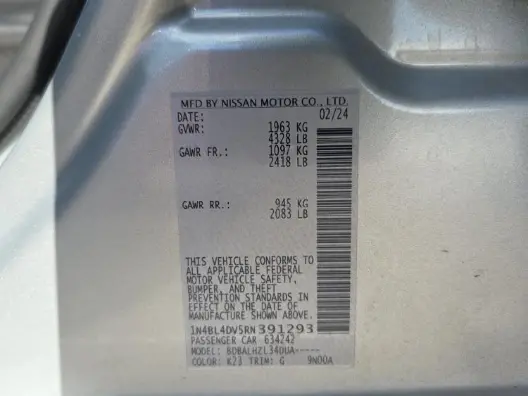 MFD BY NISSAN MOTOR CO., LTD.
DATE: 02/24
GVWR: 1963 KG
4328 LB
GAWR FR.: 1097 KG
2418 LB
GAWR RR.: 945 KG
2083 LB
THIS VEHICLE CONFORMS TO
ALL APPLICABLE FEDERAL
MOTOR VEHICLE SAFETY,
BUMPER, AND THEFT
PREVENTION STANDARDS IN
EFFECT ON THE DATE OF
MANUFACTURE SHOWN ABOVE.
1N4BL4DV5RN391293
PASSENGER CAR 634242
MODEL: BDBALHZL34DUA-----
COLOR: K23 TRIM: G 9N00A